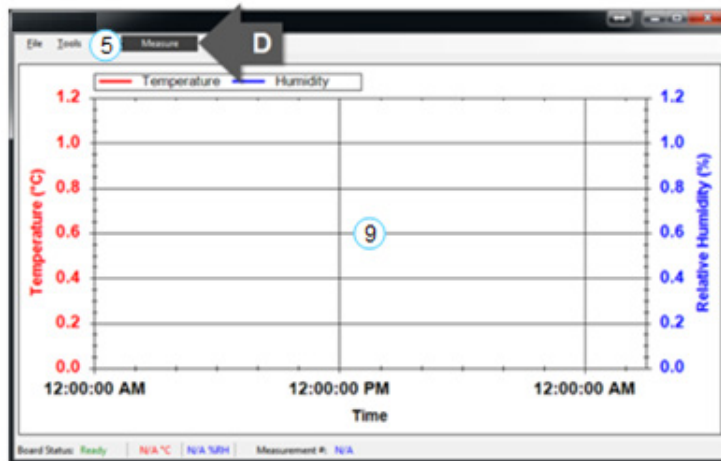 File Tools 5 Measure D
Temperature Humidity
1.2 1.2
1.0 1.0
0.8 0.8
0.6 9 0.6
0.4 0.4
0.2 0.2
0.0 0.0
Temperature (°C)
Relative Humidity (%)
12:00:00 AM 12:00:00 PM 12:00:00 AM
Time
Board Status: Ready N/A °C N/A %RH Measurement #: N/A